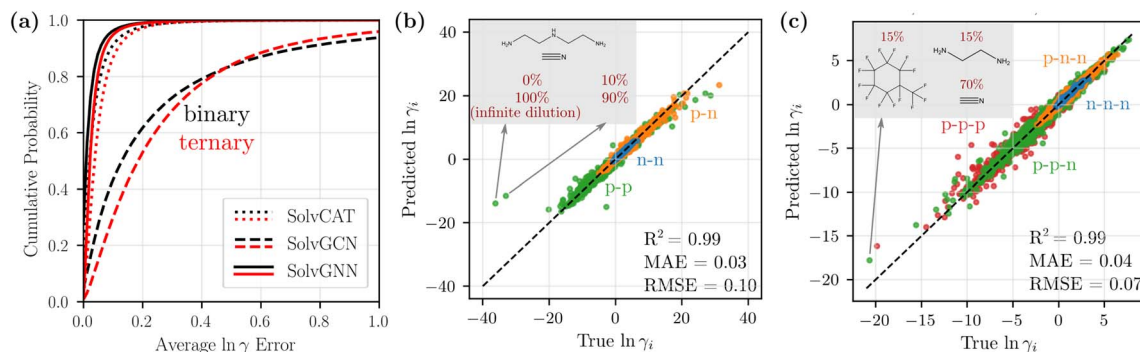 (a)
Cumulative Probability
1.0
0.8
0.6
0.4
0.2
0.0
binary
ternary
SolvCAT
SolvGCN
SolvGNN
0.0 0.2 0.4 0.6 0.8 1.0
Average ln γ Error
(b)
Predicted ln γi
40
20
0
−20
−40
H
N
H2N NH2
≡N
0% 10%
100% 90%
(infinite dilution)
p-n
n-n
p-p
R² = 0.99
MAE = 0.03
RMSE = 0.10
−40 −20 0 20 40
True ln γi
(c)
Predicted ln γi
5
0
−5
−10
−15
−20
15% 15%
F F F F F F F F F F F F F F
H2N NH2
70%
≡N
p-n-n
n-n-n
p-p-p
p-p-n
R² = 0.99
MAE = 0.04
RMSE = 0.07
−20 −15 −10 −5 0 5
True ln γi